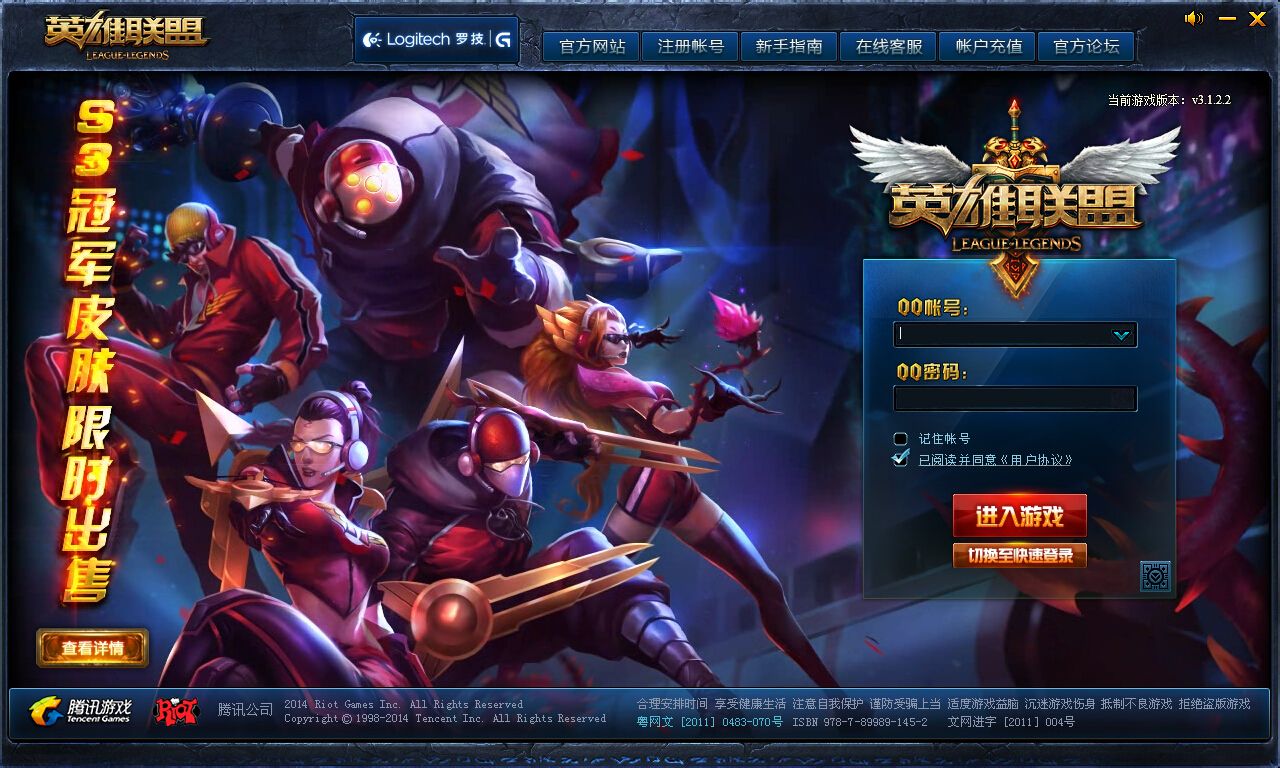 英雄联盟
LEAGUE OF LEGENDS
Logitech 罗技 G
官方网站
注册帐号
新手指南
在线客服
帐户充值
官方论坛
当前游戏版本：v3.1.2.2
S3冠军皮肤 限时出售
查看详情
英雄联盟
LEAGUE OF LEGENDS
QQ帐号：
QQ密码：
记住帐号
已阅读并同意《用户协议》
进入游戏
切换至快速登录
腾讯游戏
Tencent Games
RIOT
腾讯公司
2014 Riot Games Inc. All Rights Reserved
Copyright © 1998-2014 Tencent Inc. All Rights Reserved
合理安排时间 享受健康生活 注意自我保护 谨防受骗上当 适度游戏益脑 沉迷游戏伤身 抵制不良游戏 拒绝盗版游戏
粤网文 [2011] 0483-070号 ISBN 978-7-89989-145-2 文网进字 [2011] 004号